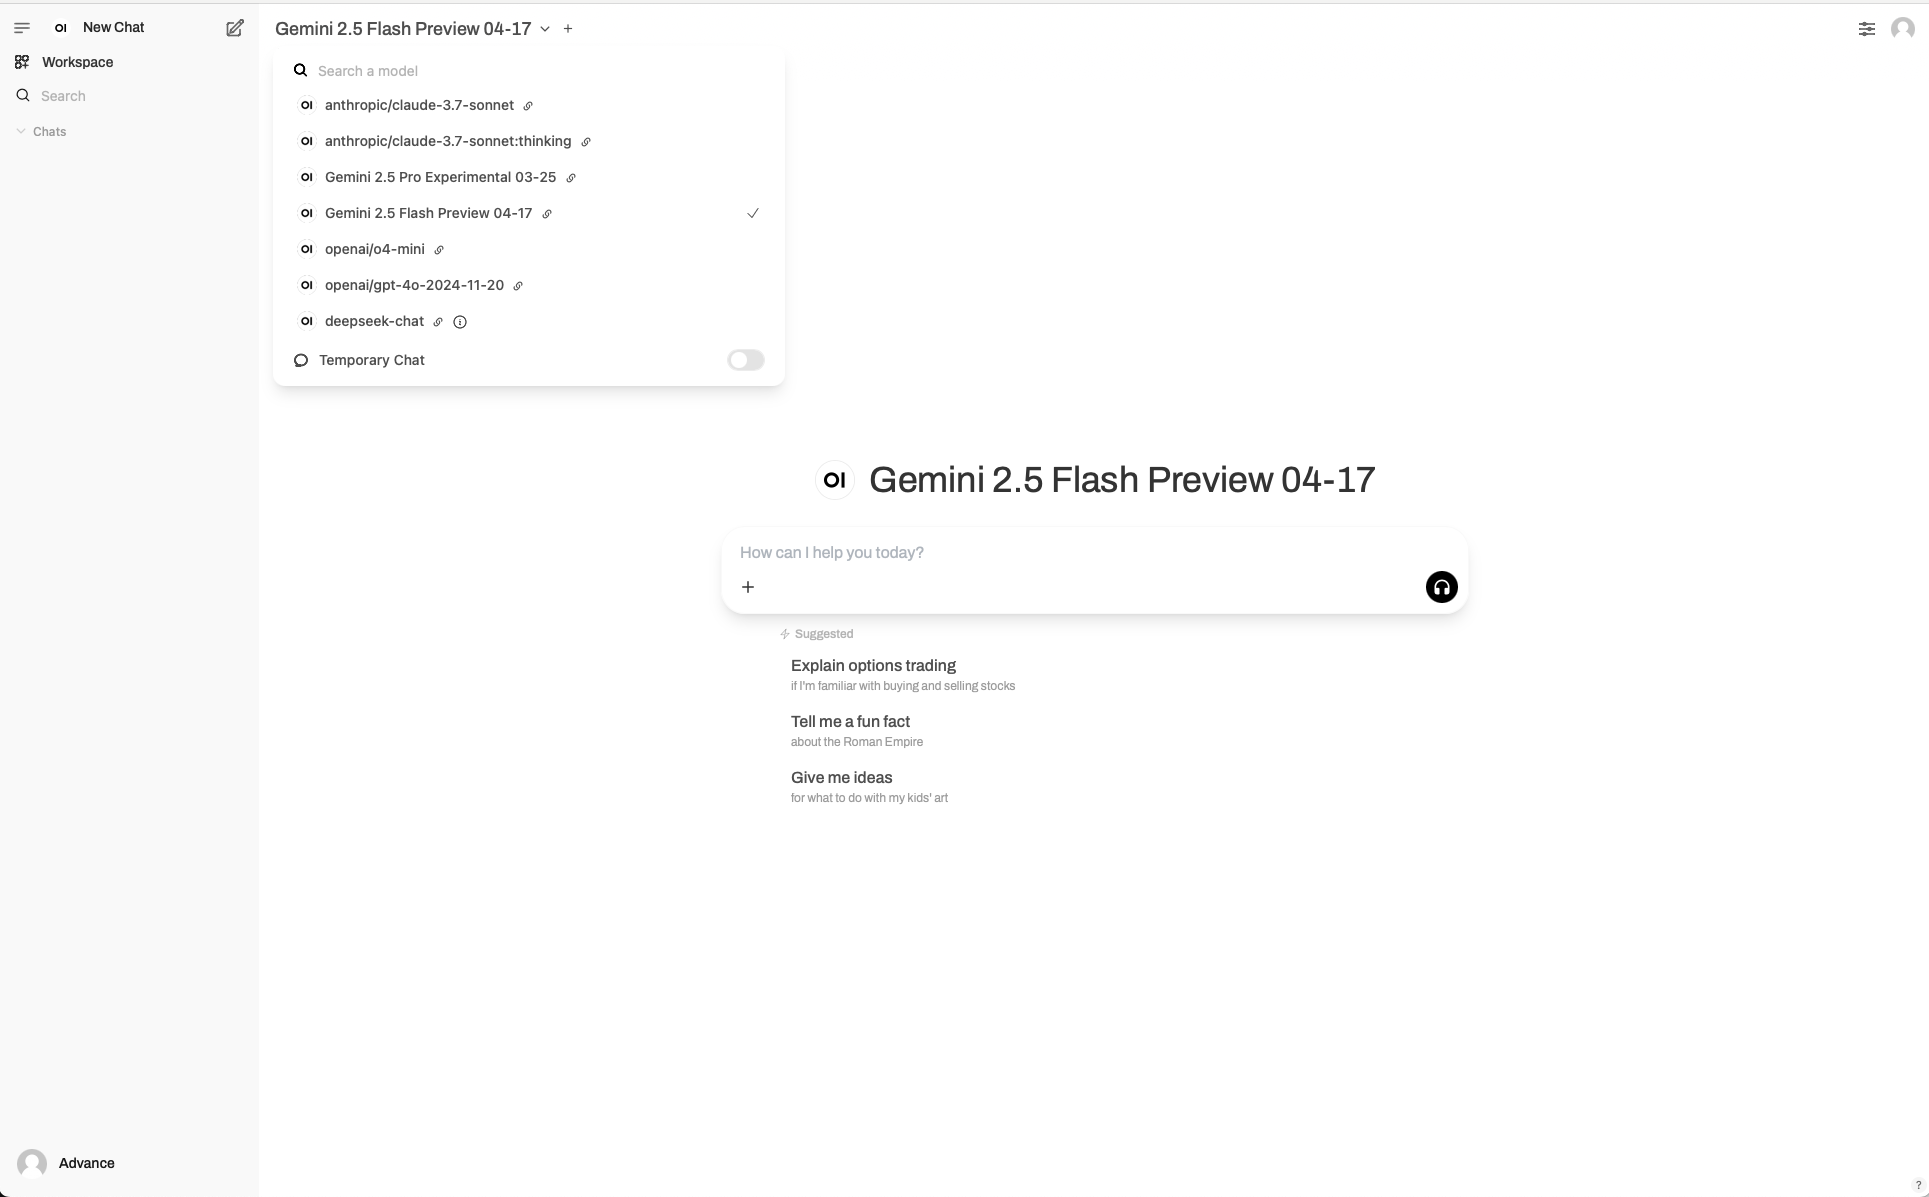 OI New Chat
Workspace
Search
Chats
Gemini 2.5 Flash Preview 04-17
Search a model
OI anthropic/claude-3.7-sonnet
OI anthropic/claude-3.7-sonnet:thinking
OI Gemini 2.5 Pro Experimental 03-25
OI Gemini 2.5 Flash Preview 04-17
OI openai/o4-mini
OI openai/gpt-4o-2024-11-20
OI deepseek-chat
Temporary Chat
OI Gemini 2.5 Flash Preview 04-17
How can I help you today?
Suggested
Explain options trading
if I'm familiar with buying and selling stocks
Tell me a fun fact
about the Roman Empire
Give me ideas
for what to do with my kids' art
Advance
?